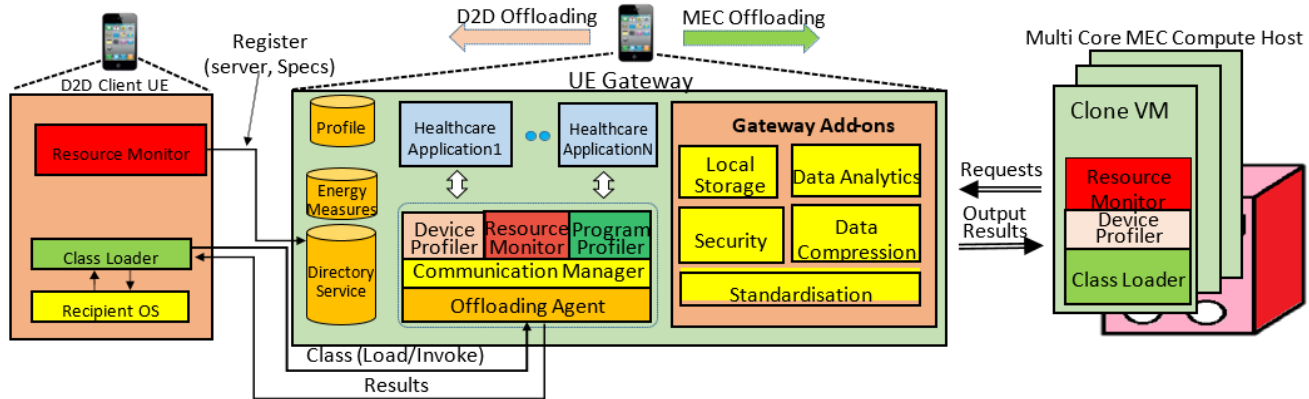 D2D Offloading
MEC Offloading
Register
(server, Specs)
Multi Core MEC Compute Host
D2D Client UE
UE Gateway
Resource Monitor
Class Loader
Recipient OS
Profile
Energy
Measures
Directory
Service
Healthcare
Application1
Healthcare
ApplicationN
Device
Profiler
Resource
Monitor
Program
Profiler
Communication Manager
Offloading Agent
Gateway Add-ons
Local
Storage
Data Analytics
Security
Data
Compression
Standardisation
Requests
Output
Results
Clone VM
Resource
Monitor
Device
Profiler
Class Loader
Class (Load/Invoke)
Results